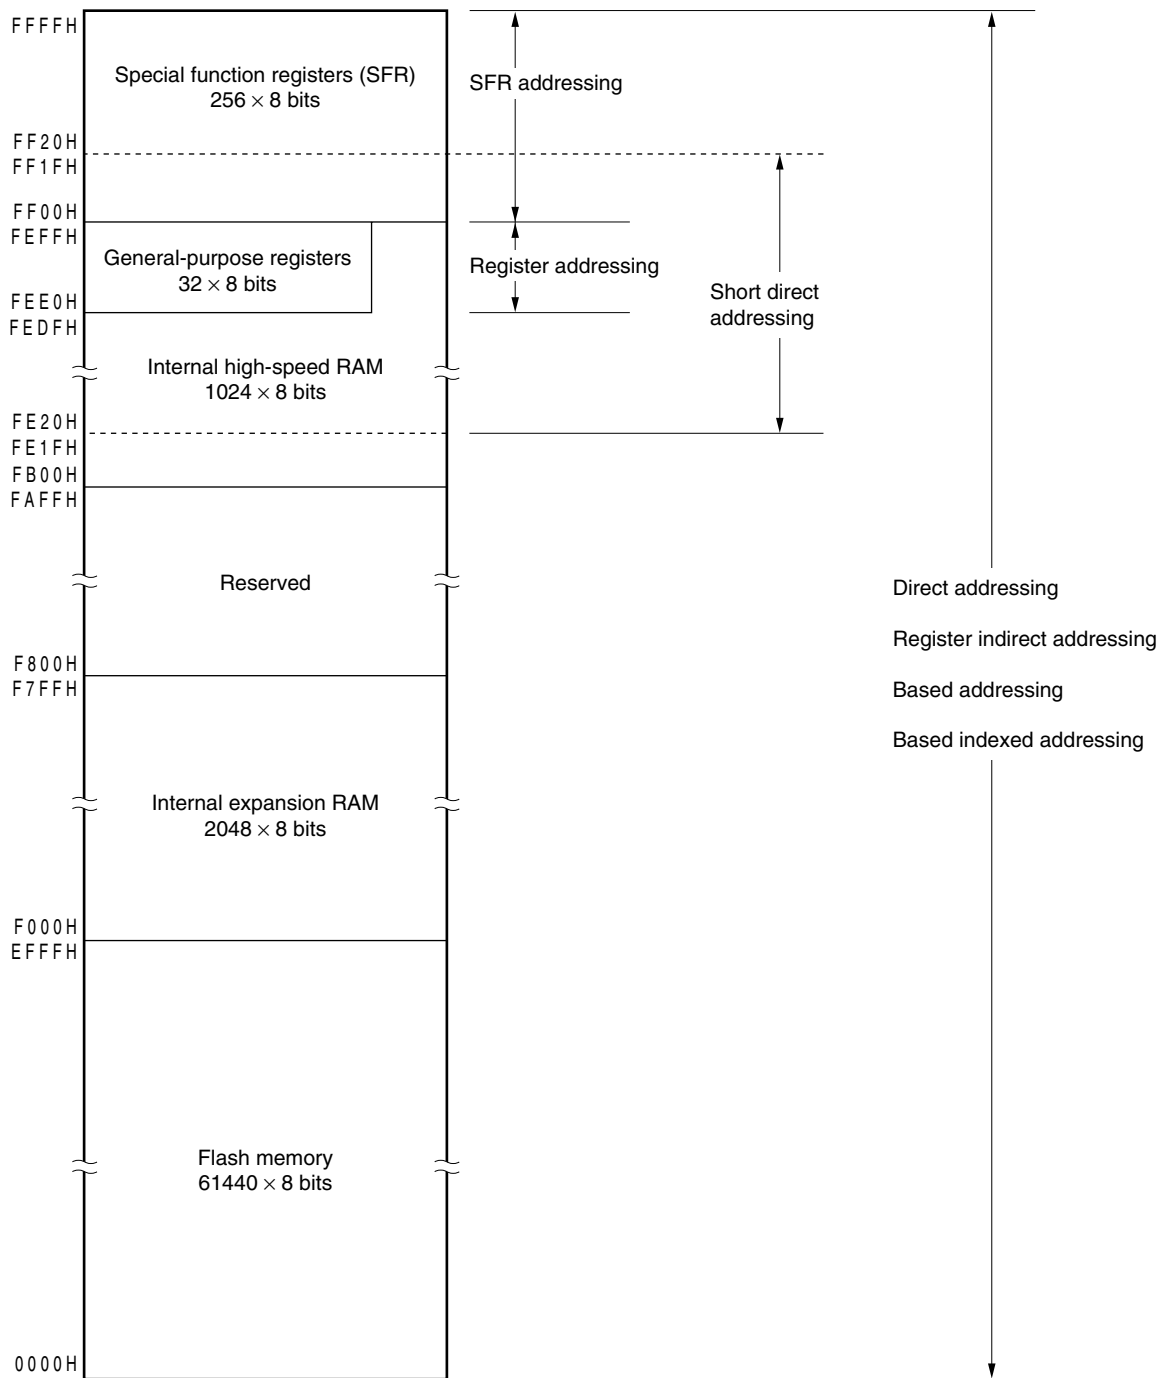 FFFFH
Special function registers (SFR)
256 × 8 bits
SFR addressing
FF20H
FF1FH
FF00H
FEFFH
General-purpose registers
32 × 8 bits
Register addressing
FEE0H
FEDFH
Short direct
addressing
Internal high-speed RAM
1024 × 8 bits
FE20H
FE1FH
FB00H
FAFFH
Reserved
Direct addressing
Register indirect addressing
Based addressing
Based indexed addressing
F800H
F7FFH
Internal expansion RAM
2048 × 8 bits
F000H
EFFFH
Flash memory
61440 × 8 bits
0000H